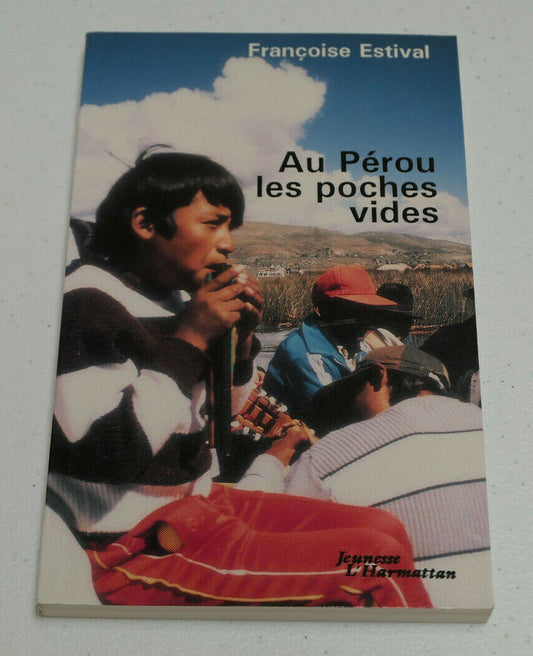 Françoise Estival
Au Pérou
les poches
vides
Jeunesse
L'Harmattan